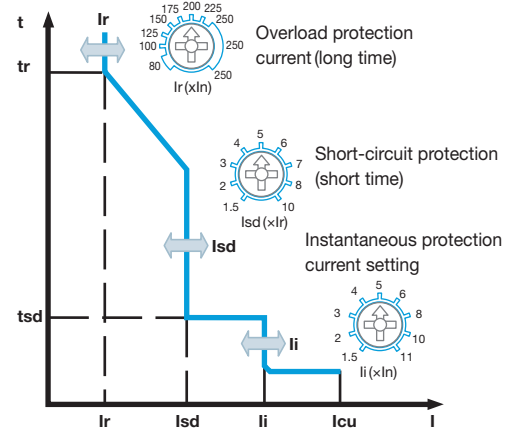 t
Ir
tr
tsd
80
100
125
150
175
200
225
250
250
250
Ir (xIn)
Overload protection
current (long time)
1.5
2
3
4
5
6
7
8
10
Isd (×Ir)
Short-circuit protection
(short time)
Isd
Instantaneous protection
current setting
1.5
2
3
4
5
6
8
10
11
Ii (×In)
Ii
Ir
Isd
Ii
Icu
I